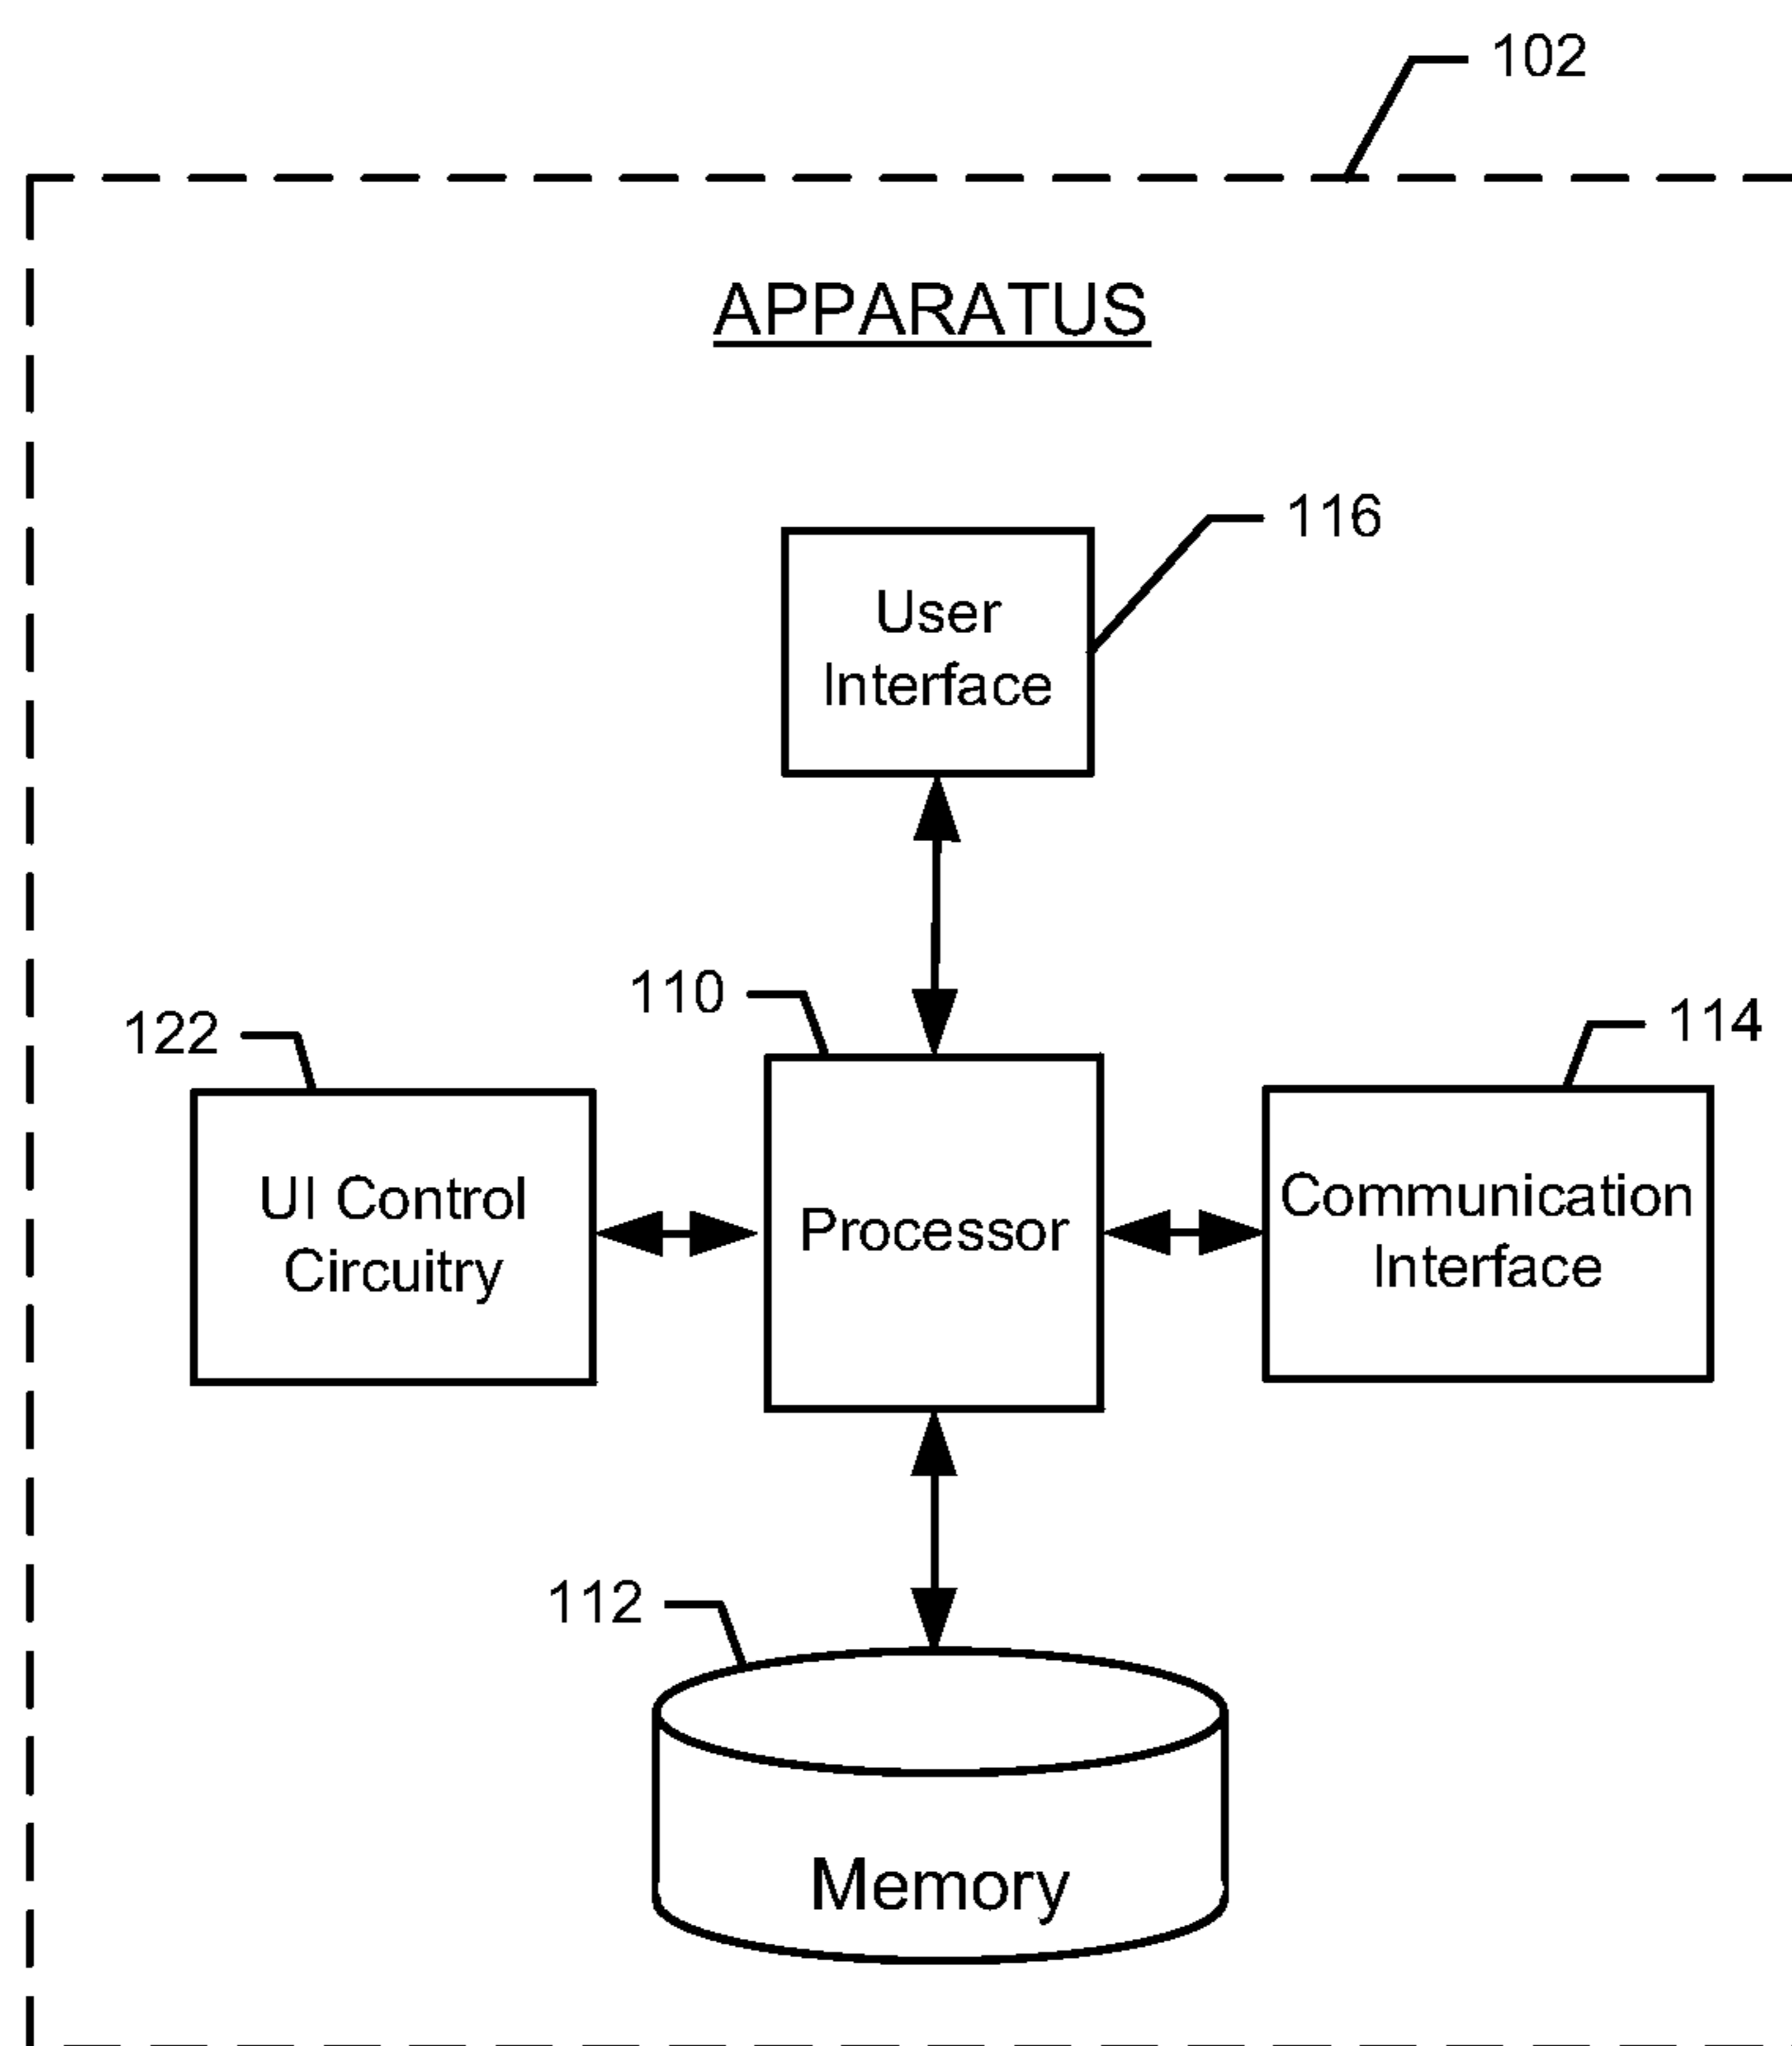 102
APPARATUS
116
User
Interface
110
122
114
UI Control
Circuitry
Processor
Communication
Interface
112
Memory